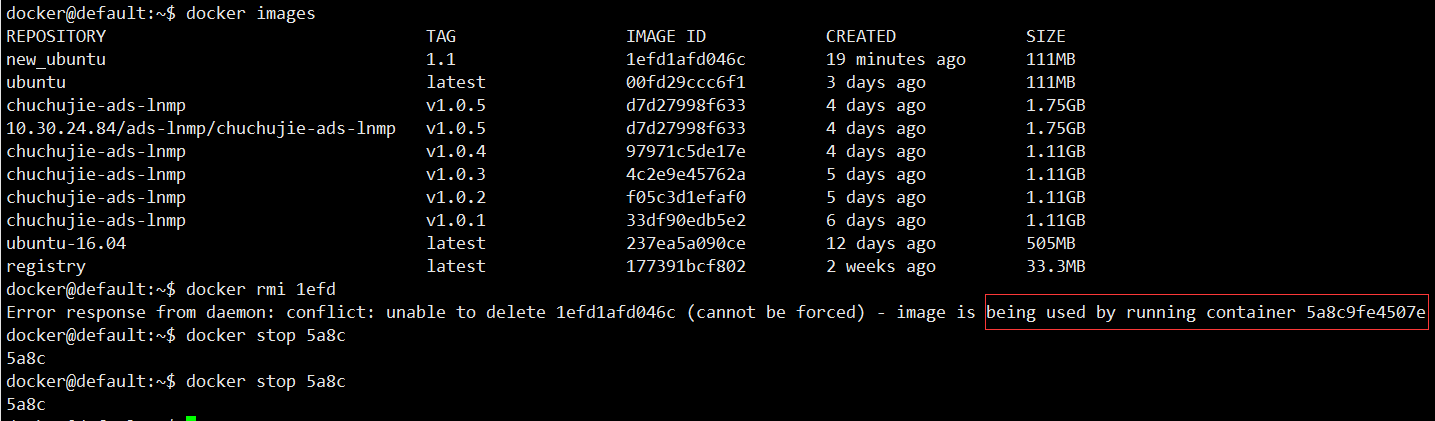 docker@default:~$ docker images
REPOSITORY TAG IMAGE ID CREATED SIZE
new_ubuntu 1.1 1efd1afd046c 19 minutes ago 111MB
ubuntu latest 00fd29ccc6f1 3 days ago 111MB
chuchujie-ads-lnmp v1.0.5 d7d27998f633 4 days ago 1.75GB
10.30.24.84/ads-lnmp/chuchujie-ads-lnmp v1.0.5 d7d27998f633 4 days ago 1.75GB
chuchujie-ads-lnmp v1.0.4 97971c5de17e 4 days ago 1.11GB
chuchujie-ads-lnmp v1.0.3 4c2e9e45762a 5 days ago 1.11GB
chuchujie-ads-lnmp v1.0.2 f05c3d1efaf0 5 days ago 1.11GB
chuchujie-ads-lnmp v1.0.1 33df90edb5e2 6 days ago 1.11GB
ubuntu-16.04 latest 237ea5a090ce 12 days ago 505MB
registry latest 177391bcf802 2 weeks ago 33.3MB
docker@default:~$ docker rmi 1efd
Error response from daemon: conflict: unable to delete 1efd1afd046c (cannot be forced) - image is being used by running container 5a8c9fe4507e
docker@default:~$ docker stop 5a8c
5a8c
docker@default:~$ docker stop 5a8c
5a8c